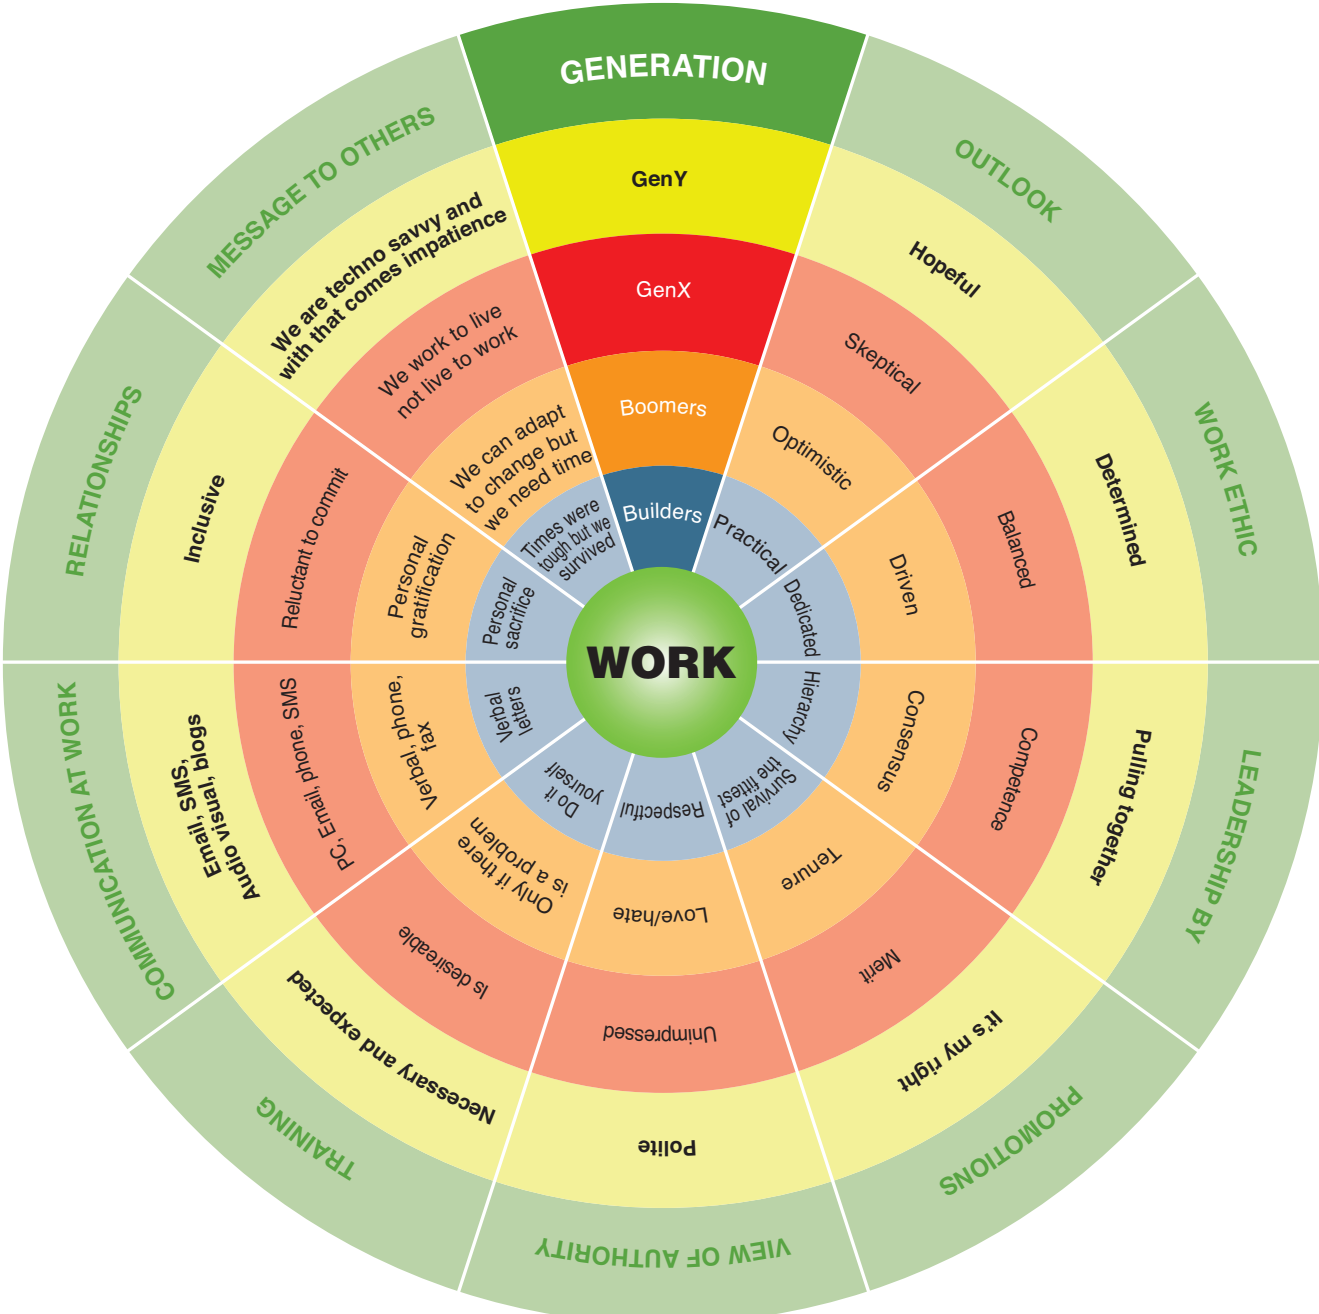 GENERATION
GenY
GenX
Boomers
Builders
OUTLOOK
Hopeful
Skeptical
Optimistic
Practical
WORK ETHIC
Determined
Balanced
Driven
Dedicated
LEADERSHIP BY
Pulling together
Competence
Consensus
Hierarchy
PROMOTIONS
It's my right
Merit
Tenure
Survival of
the fittest
VIEW OF AUTHORITY
Polite
Unimpressed
Love/hate
Respectful
TRAINING
Necessary and expected
Is desireable
Only if there
is a problem
Do it
yourself
COMMUNICATION AT WORK
Email, SMS,
Audio visual, blogs
PC, Email, phone, SMS
Verbal, phone,
fax
Verbal
letters
RELATIONSHIPS
Inclusive
Reluctant to commit
Personal
gratification
Personal
sacrifice
MESSAGE TO OTHERS
We are techno savvy and
with that comes impatience
We work to live
not live to work
We can adapt
to change but
we need time
Times were
tough but we
survived
WORK